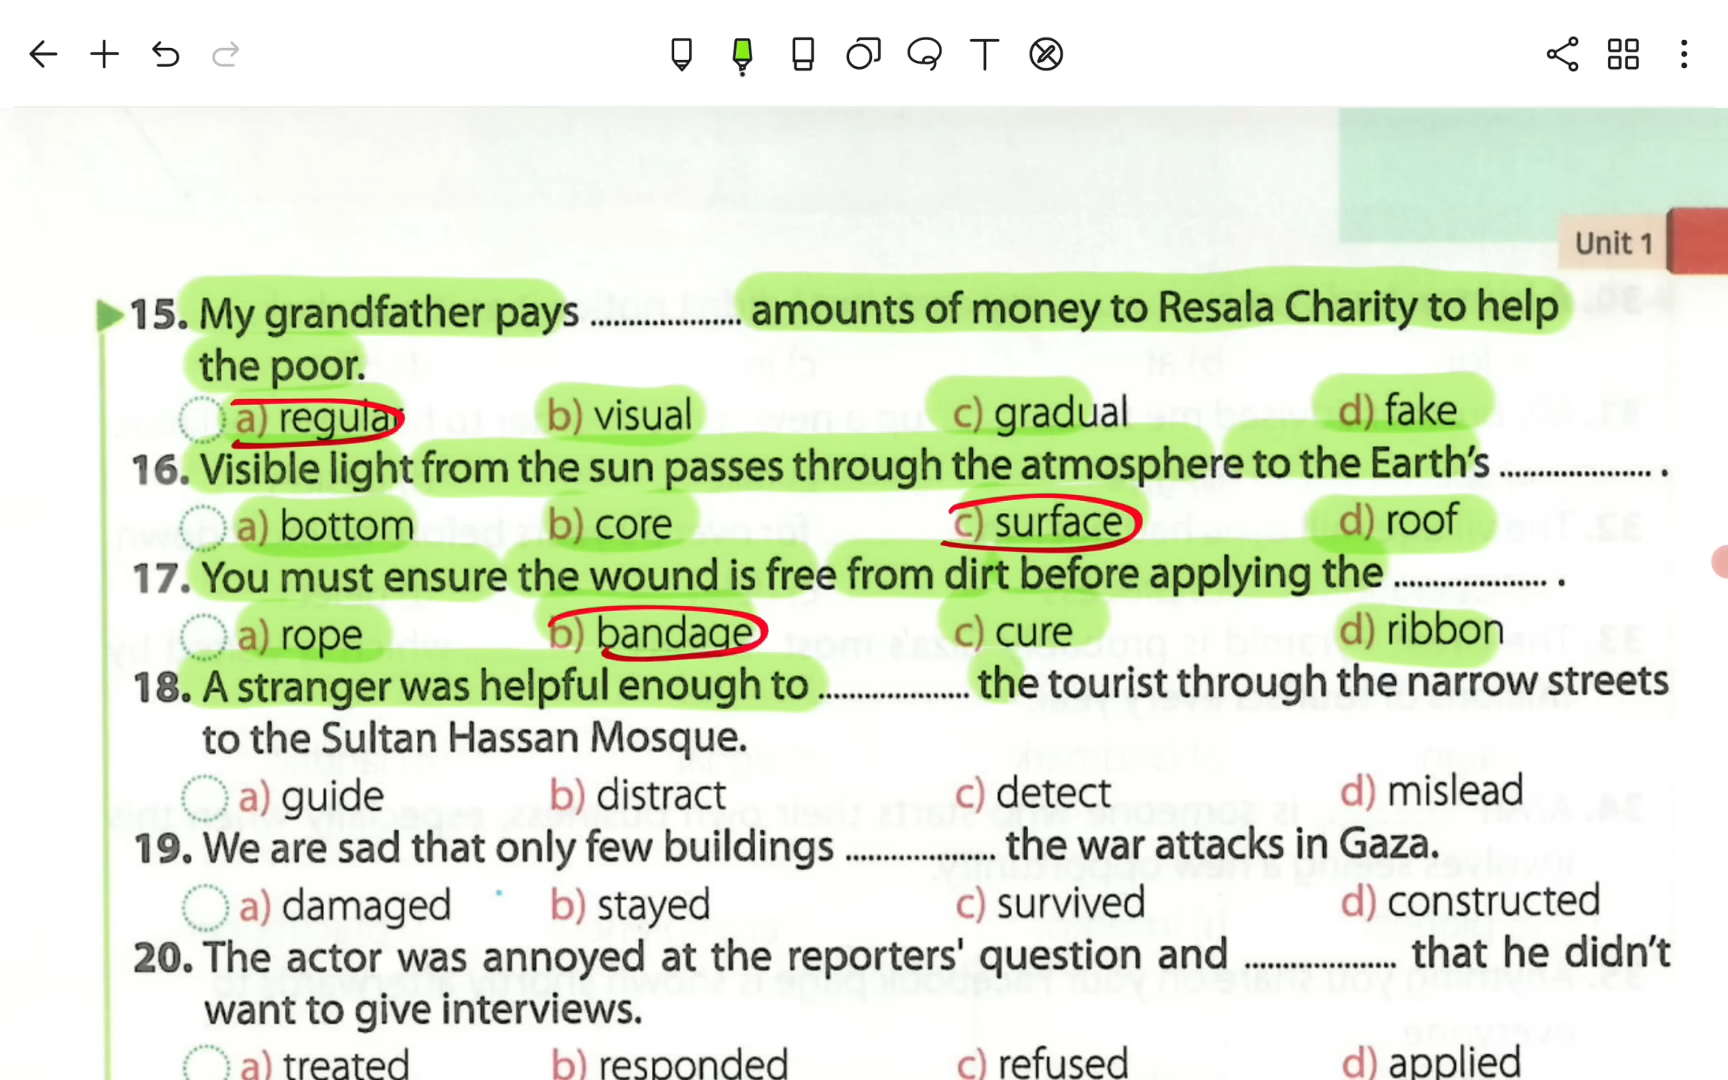 Unit 1
15. My grandfather pays .................. amounts of money to Resala Charity to help
the poor.
a) regular b) visual c) gradual d) fake
16. Visible light from the sun passes through the atmosphere to the Earth's .................. .
a) bottom b) core c) surface d) roof
17. You must ensure the wound is free from dirt before applying the .................. .
a) rope b) bandage c) cure d) ribbon
18. A stranger was helpful enough to .................. the tourist through the narrow streets
to the Sultan Hassan Mosque.
a) guide b) distract c) detect d) mislead
19. We are sad that only few buildings .................. the war attacks in Gaza.
a) damaged b) stayed c) survived d) constructed
20. The actor was annoyed at the reporters' question and .................. that he didn't
want to give interviews.
a) treated b) responded c) refused d) applied